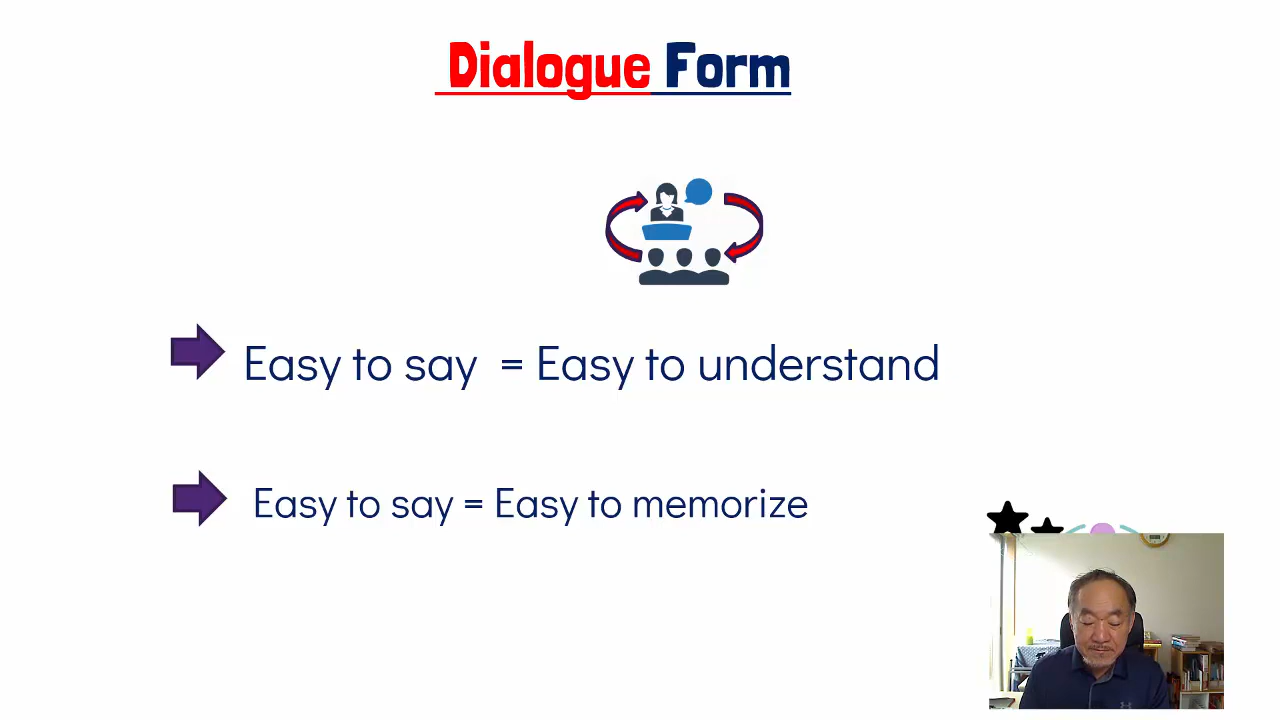 Dialogue Form
Easy to say = Easy to understand
Easy to say = Easy to memorize